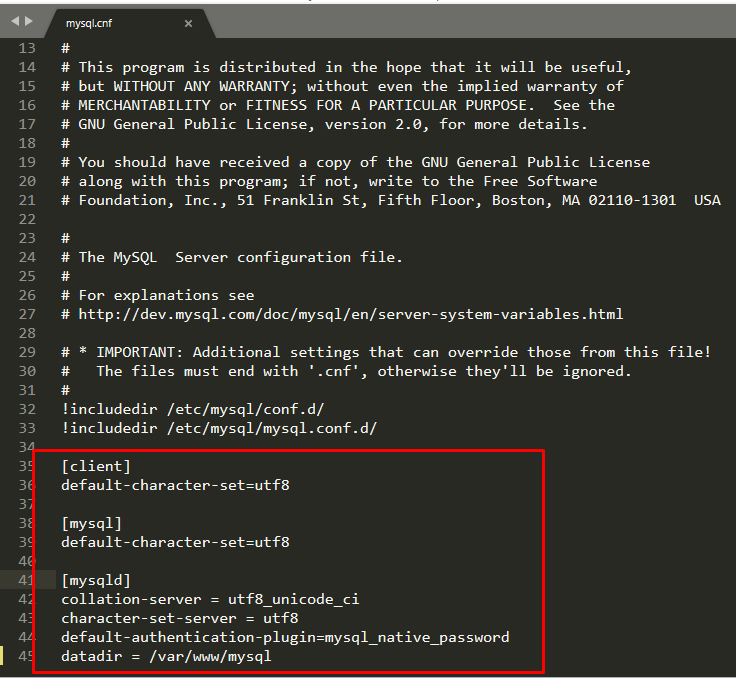 mysql.cnf
13 #
14 # This program is distributed in the hope that it will be useful,
15 # but WITHOUT ANY WARRANTY; without even the implied warranty of
16 # MERCHANTABILITY or FITNESS FOR A PARTICULAR PURPOSE.  See the
17 # GNU General Public License, version 2.0, for more details.
18 #
19 # You should have received a copy of the GNU General Public License
20 # along with this program; if not, write to the Free Software
21 # Foundation, Inc., 51 Franklin St, Fifth Floor, Boston, MA 02110-1301  USA
22
23 #
24 # The MySQL  Server configuration file.
25 #
26 # For explanations see
27 # http://dev.mysql.com/doc/mysql/en/server-system-variables.html
28
29 # * IMPORTANT: Additional settings that can override those from this file!
30 #   The files must end with '.cnf', otherwise they'll be ignored.
31 #
32 !includedir /etc/mysql/conf.d/
33 !includedir /etc/mysql/mysql.conf.d/
34
35 [client]
36 default-character-set=utf8
37
38 [mysql]
39 default-character-set=utf8
40
41 [mysqld]
42 collation-server = utf8_unicode_ci
43 character-set-server = utf8
44 default-authentication-plugin=mysql_native_password
45 datadir = /var/www/mysql